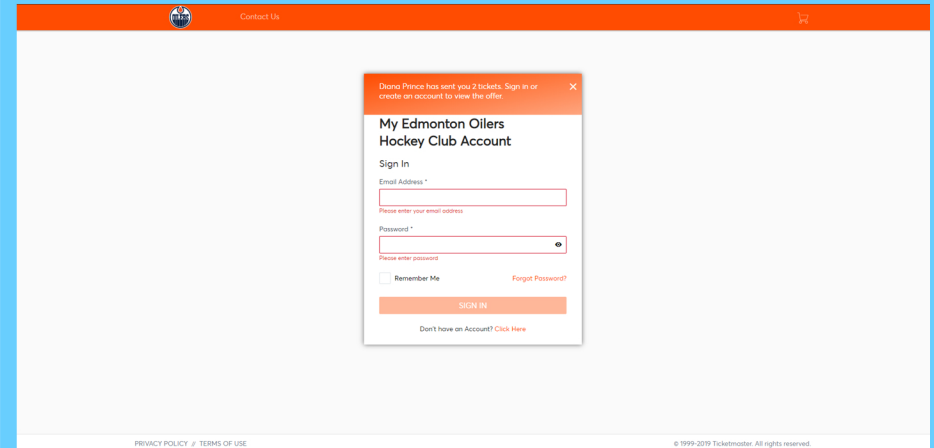 OILERS
Contact Us
Diana Prince has sent you 2 tickets. Sign in or
create an account to view the offer.
My Edmonton Oilers
Hockey Club Account
Sign In
Email Address *
Please enter your email address
Password *
Please enter password
Remember Me
Forgot Password?
SIGN IN
Don't have an Account? Click Here
PRIVACY POLICY // TERMS OF USE
© 1999-2019 Ticketmaster. All rights reserved.